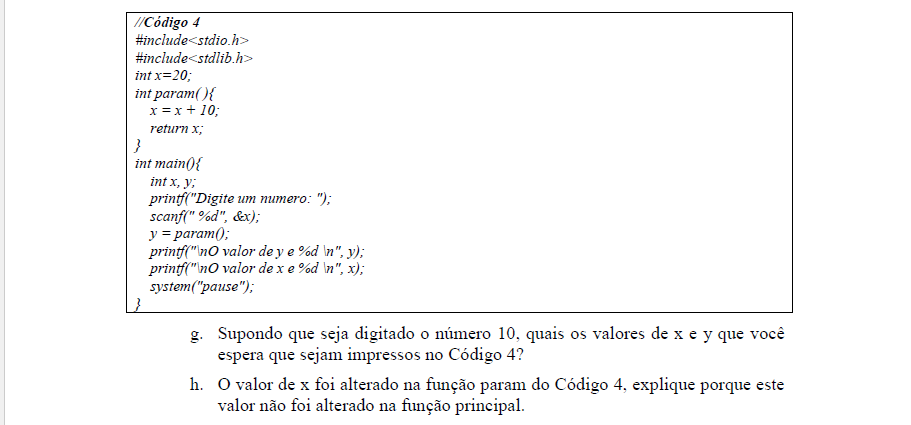 //Código 4
#include<stdio.h>
#include<stdlib.h>
int x=20;
int param( ){
x = x + 10;
return x;
}
int main(){
int x, y;
printf("Digite um numero: ");
scanf(" %d", &x);
y = param();
printf("\nO valor de y e %d \n", y);
printf("\nO valor de x e %d \n", x);
system("pause");
}
g. Supondo que seja digitado o número 10, quais os valores de x e y que você
espera que sejam impressos no Código 4?
h. O valor de x foi alterado na função param do Código 4, explique porque este
valor não foi alterado na função principal.